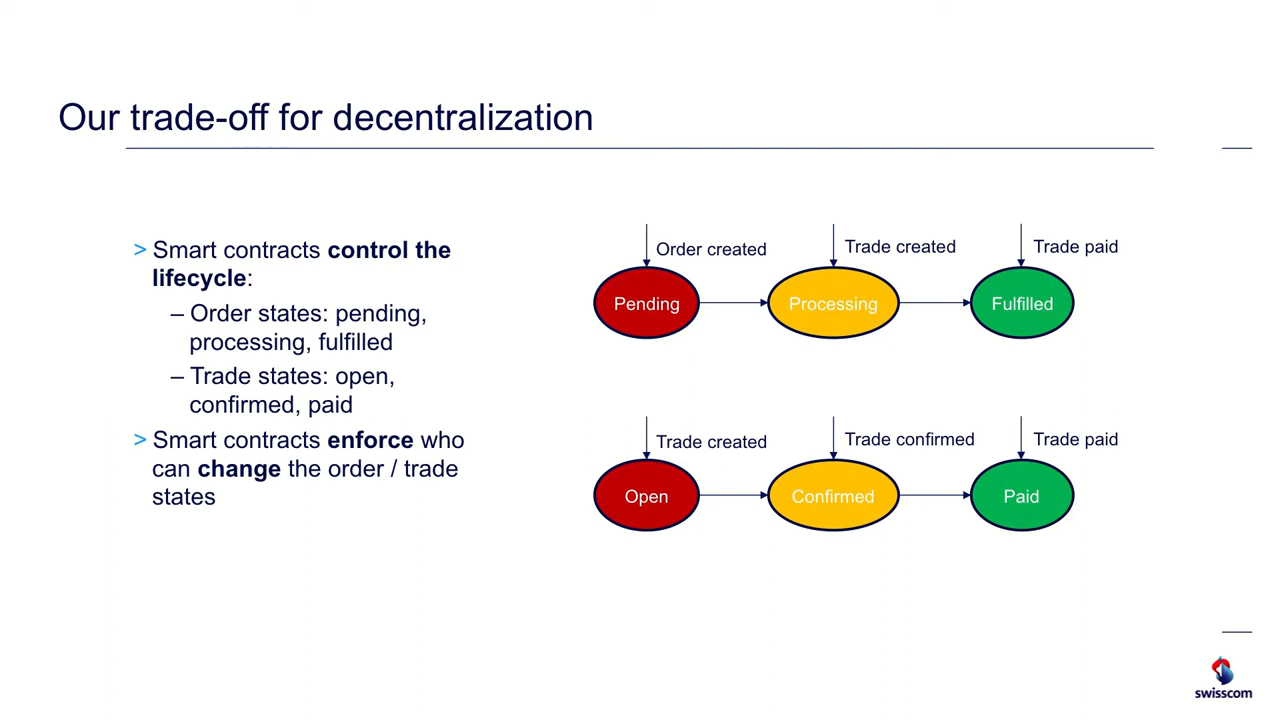 Our trade-off for decentralization
> Smart contracts control the
lifecycle:
– Order states: pending,
processing, fulfilled
– Trade states: open,
confirmed, paid
> Smart contracts enforce who
can change the order / trade
states
Order created
Trade created
Trade paid
Pending
Processing
Fulfilled
Trade created
Trade confirmed
Trade paid
Open
Confirmed
Paid
swisscom